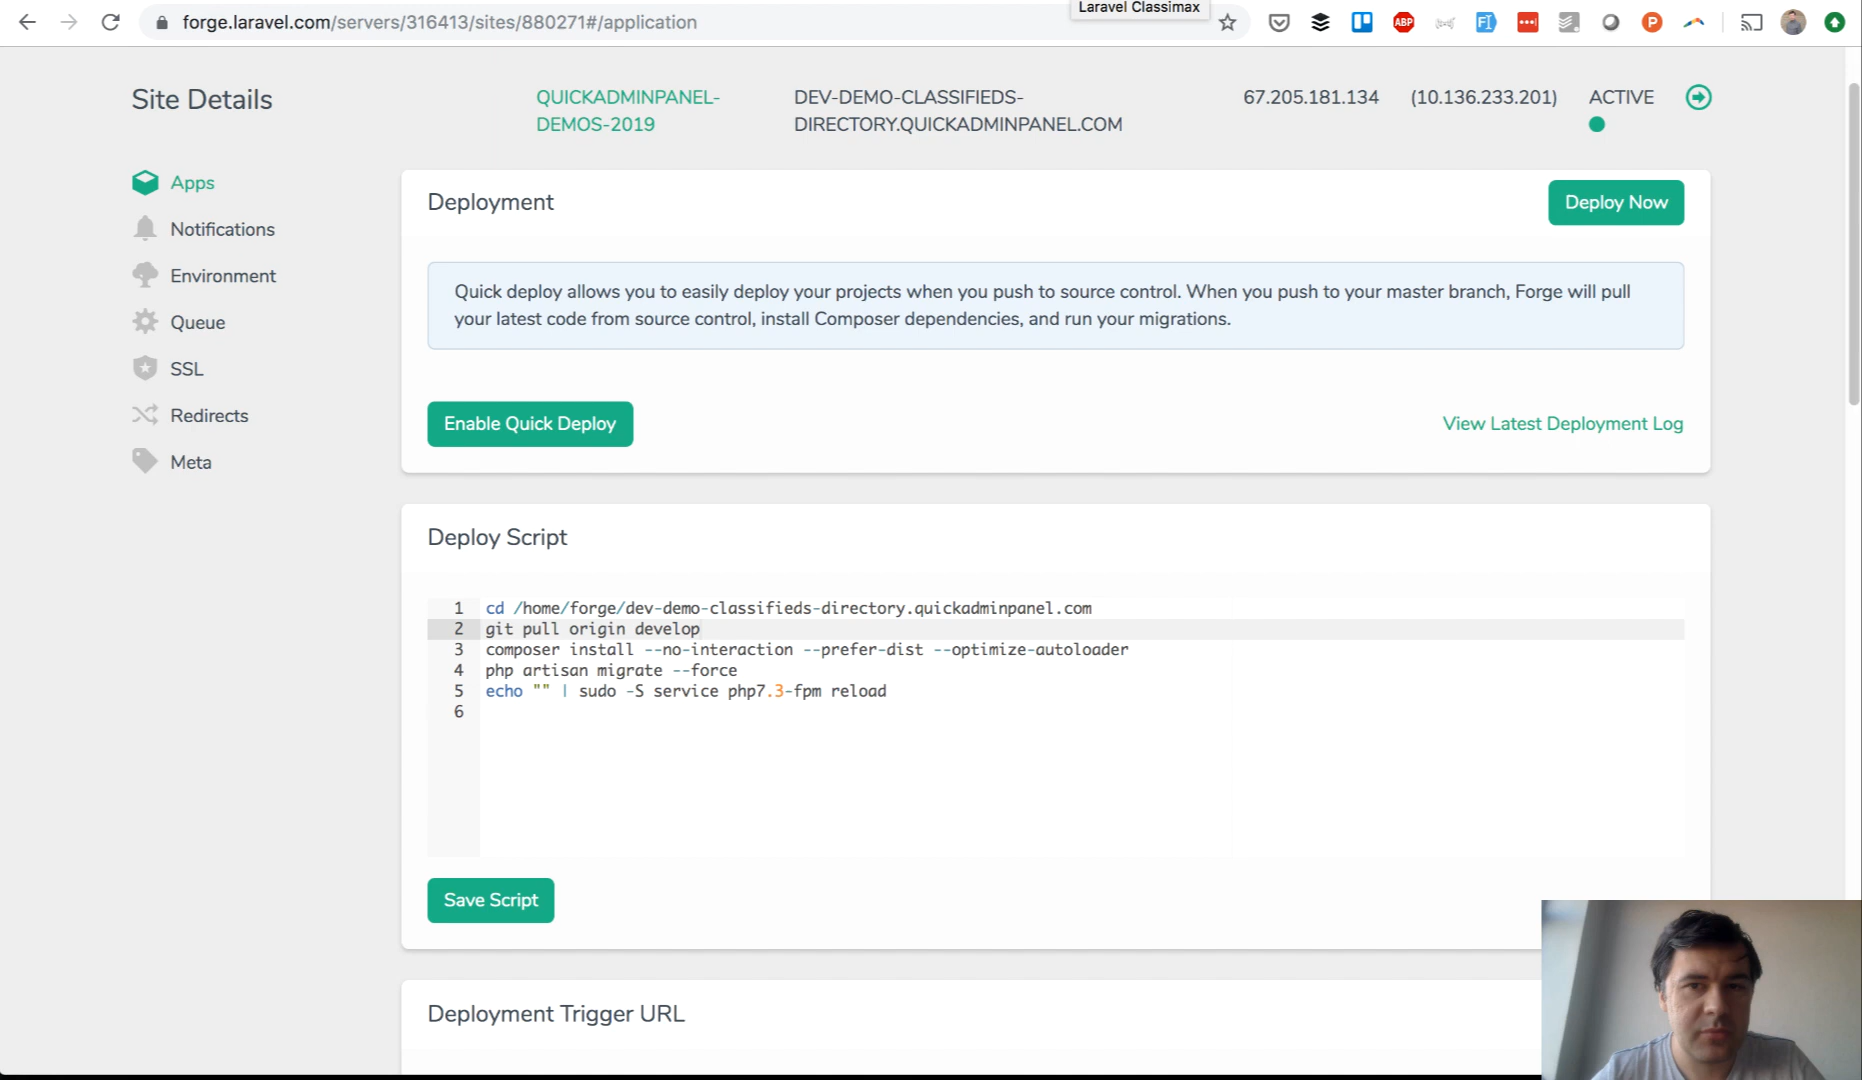 Laravel Classimax
forge.laravel.com/servers/316413/sites/880271#/application
ABP
P
Site Details
QUICKADMINPANEL-
DEMOS-2019
DEV-DEMO-CLASSIFIEDS-
DIRECTORY.QUICKADMINPANEL.COM
67.205.181.134
(10.136.233.201)
ACTIVE
Apps
Notifications
Environment
Queue
SSL
Redirects
Meta
Deployment
Deploy Now
Quick deploy allows you to easily deploy your projects when you push to source control. When you push to your master branch, Forge will pull
your latest code from source control, install Composer dependencies, and run your migrations.
Enable Quick Deploy
View Latest Deployment Log
Deploy Script
1 cd /home/forge/dev-demo-classifieds-directory.quickadminpanel.com
2 git pull origin develop
3 composer install --no-interaction --prefer-dist --optimize-autoloader
4 php artisan migrate --force
5 echo "" | sudo -S service php7.3-fpm reload
6
Save Script
Deployment Trigger URL